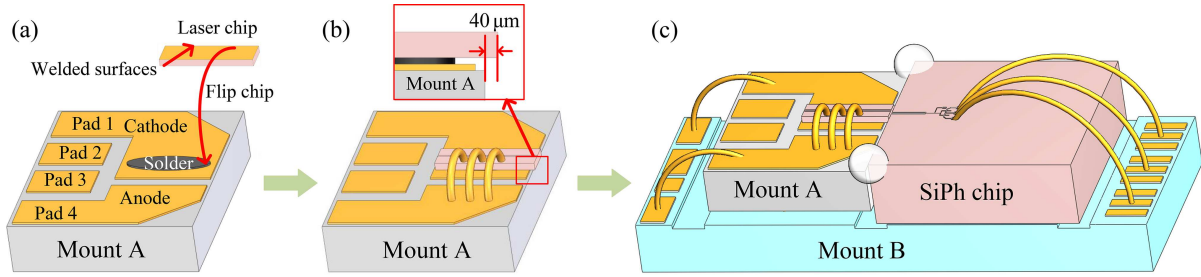 (a)
Laser chip
Welded surfaces
Flip chip
Pad 1
Cathode
Pad 2
Solder
Pad 3
Anode
Pad 4
Mount A
(b)
40 μm
Mount A
Mount A
(c)
Mount A
SiPh chip
Mount B